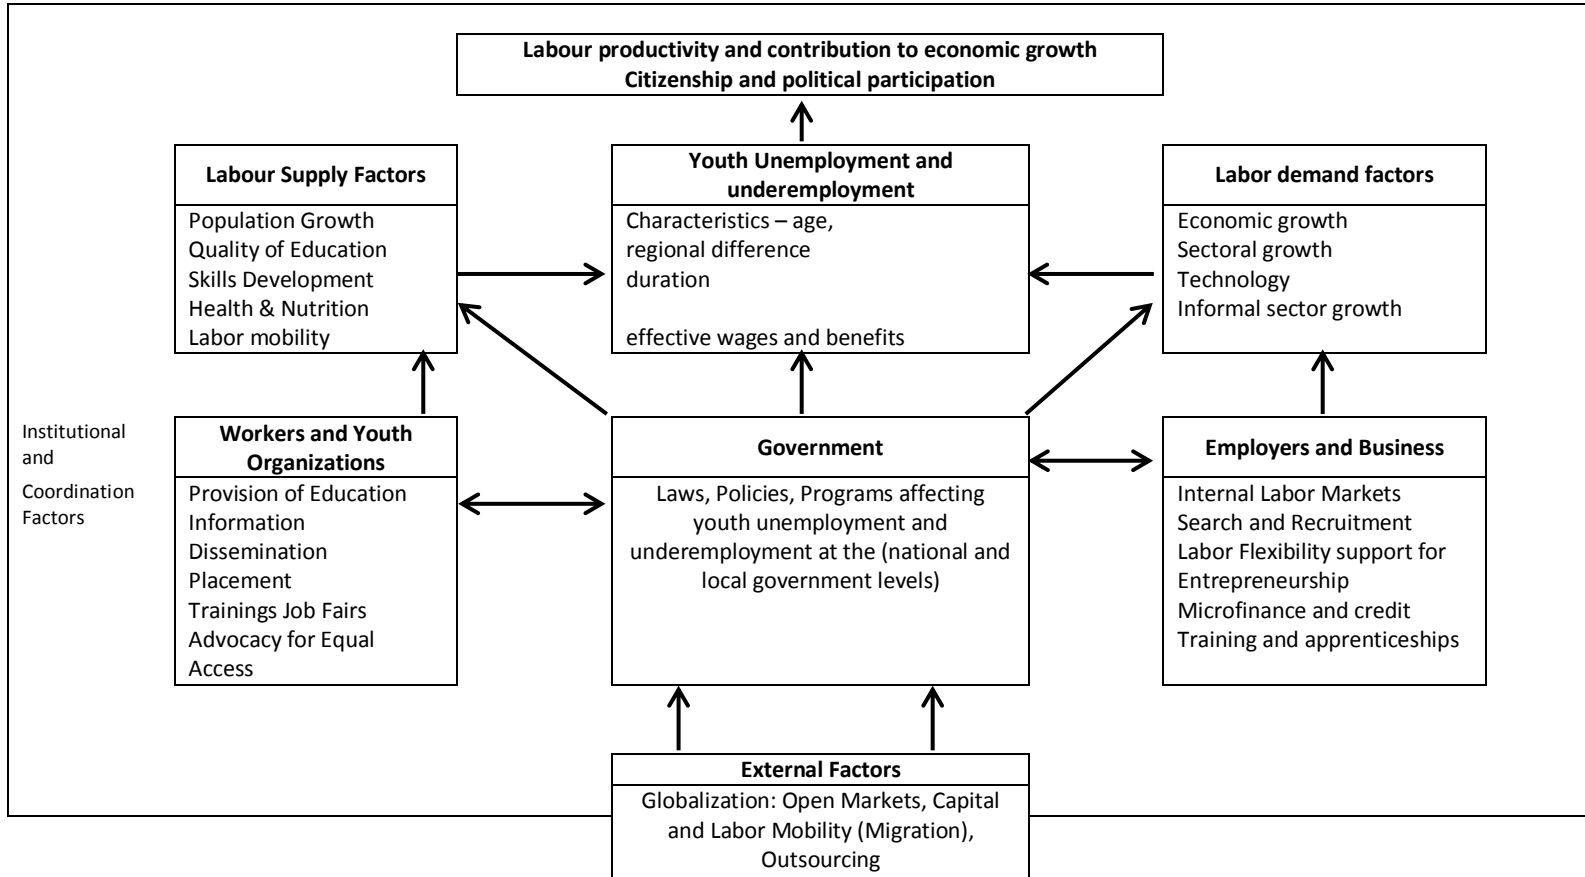 Labour productivity and contribution to economic growth
Citizenship and political participation
Labour Supply Factors
Population Growth
Quality of Education
Skills Development
Health & Nutrition
Labor mobility
Youth Unemployment and
underemployment
Characteristics – age,
regional difference
duration
effective wages and benefits
Labor demand factors
Economic growth
Sectoral growth
Technology
Informal sector growth
Institutional
and
Coordination
Factors
Workers and Youth
Organizations
Provision of Education
Information
Dissemination
Placement
Trainings Job Fairs
Advocacy for Equal
Access
Government
Laws, Policies, Programs affecting
youth unemployment and
underemployment at the (national and
local government levels)
Employers and Business
Internal Labor Markets
Search and Recruitment
Labor Flexibility support for
Entrepreneurship
Microfinance and credit
Training and apprenticeships
External Factors
Globalization: Open Markets, Capital
and Labor Mobility (Migration),
Outsourcing